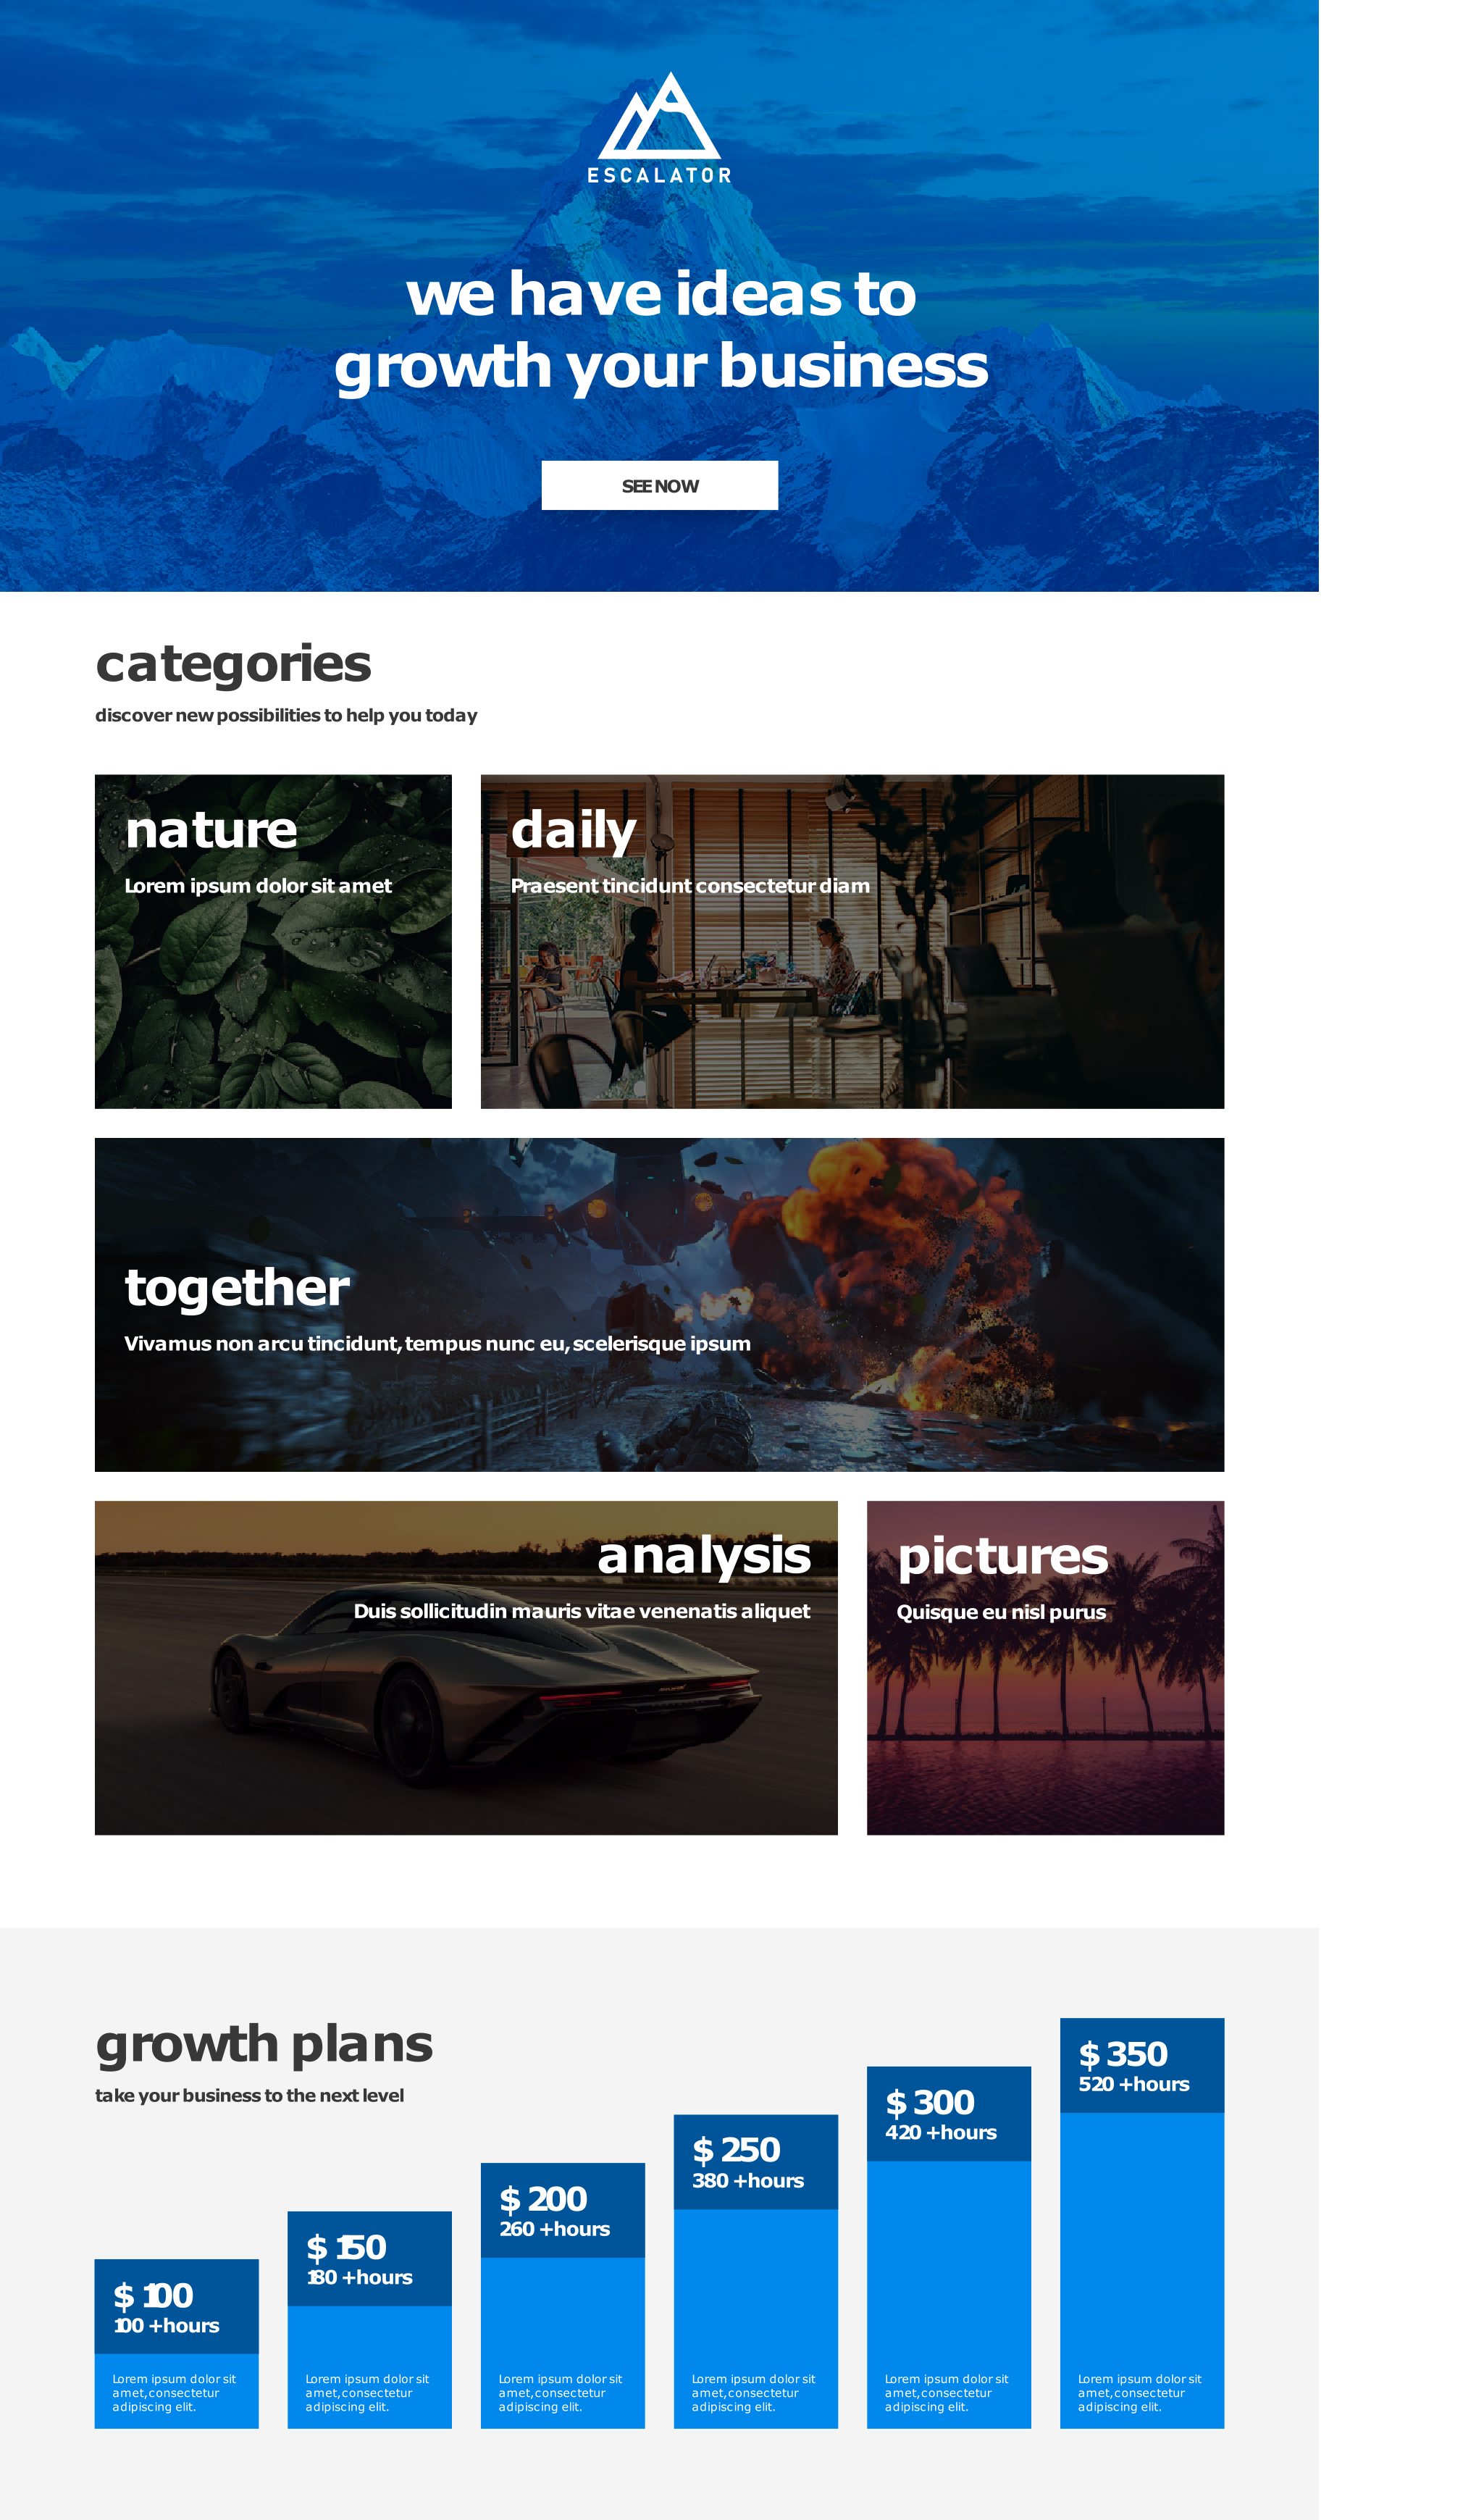 ESCALATOR
we have ideas to
growth your business
SEE NOW
categories
discover new possibilities to help you today
nature
Lorem ipsum dolor sit amet
daily
Praesent tincidunt consectetur diam
together
Vivamus non arcu tincidunt, tempus nunc eu, scelerisque ipsum
analysis
Duis sollicitudin mauris vitae venenatis aliquet
pictures
Quisque eu nisl purus
growth plans
take your business to the next level
$ 100
100 +hours
Lorem ipsum dolor sit
amet, consectetur
adipiscing elit.
$ 150
180 +hours
Lorem ipsum dolor sit
amet, consectetur
adipiscing elit.
$ 200
260 +hours
Lorem ipsum dolor sit
amet, consectetur
adipiscing elit.
$ 250
380 +hours
Lorem ipsum dolor sit
amet, consectetur
adipiscing elit.
$ 300
420 +hours
Lorem ipsum dolor sit
amet, consectetur
adipiscing elit.
$ 350
520 +hours
Lorem ipsum dolor sit
amet, consectetur
adipiscing elit.